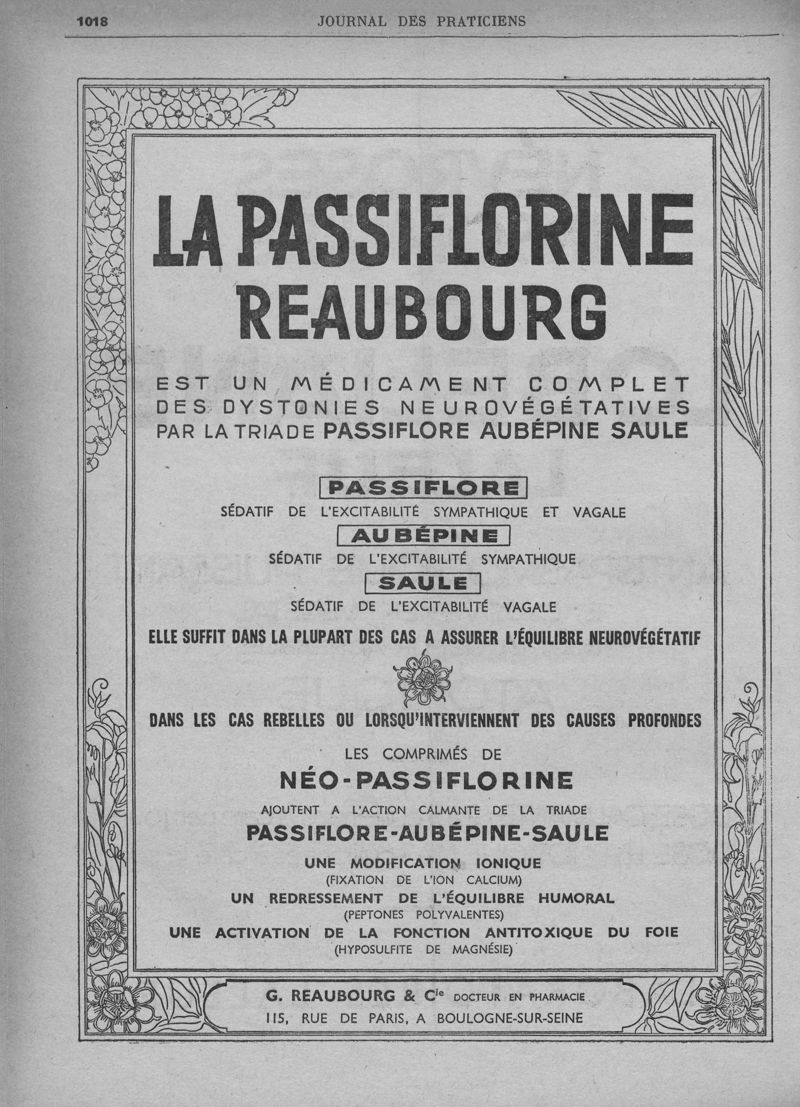 1018
JOURNAL DES PRATICIENS
LA PASSIFLORINE
REAUBOURG
EST UN MÉDICAMENT COMPLET
DES DYSTONIES NEUROVÉGÉTATIVES
PAR LA TRIADE PASSIFLORE AUBÉPINE SAULE
PASSIFLORE
SÉDATIF DE L'EXCITABILITÉ SYMPATHIQUE ET VAGALE
AUBÉPINE
SÉDATIF DE L'EXCITABILITÉ SYMPATHIQUE
SAULE
SÉDATIF DE L'EXCITABILITÉ VAGALE
ELLE SUFFIT DANS LA PLUPART DES CAS A ASSURER L'ÉQUILIBRE NEUROVÉGÉTATIF
DANS LES CAS REBELLES OU LORSQU'INTERVIENNENT DES CAUSES PROFONDES
LES COMPRIMÉS DE
NÉO-PASSIFLORINE
AJOUTENT A L'ACTION CALMANTE DE LA TRIADE
PASSIFLORE-AUBÉPINE-SAULE
UNE MODIFICATION IONIQUE
(FIXATION DE L'ION CALCIUM)
UN REDRESSEMENT DE L'ÉQUILIBRE HUMORAL
(PEPTONES POLYVALENTES)
UNE ACTIVATION DE LA FONCTION ANTITOXIQUE DU FOIE
(HYPOSULFITE DE MAGNÉSIE)
G. REAUBOURG & Cie DOCTEUR EN PHARMACIE
115, RUE DE PARIS, A BOULOGNE-SUR-SEINE